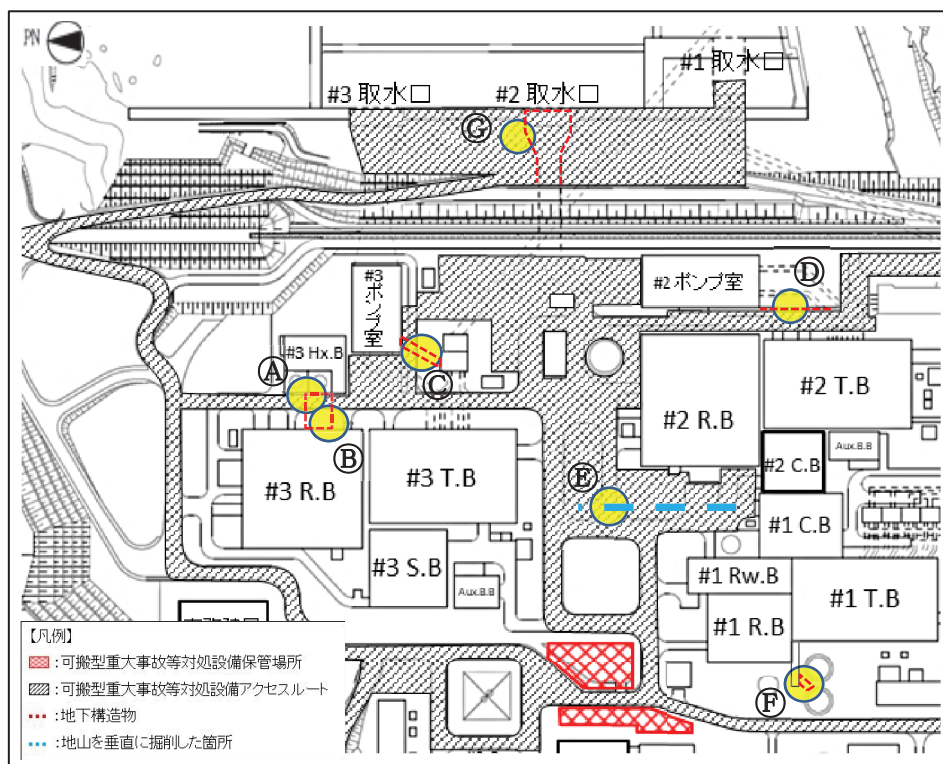 PN
#1 取水口
#3 取水口
#2 取水口
Ⓖ
#3 ポンプ室
#2 ポンプ室
Ⓓ
#3 Hx.B
Ⓐ
Ⓒ
Ⓑ
#2 R.B
#2 T.B
#3 R.B
#3 T.B
#2 C.B
Aux.B.B
Ⓔ
#1 C.B
#3 S.B
Aux.B.B
#1 Rw.B
#1 R.B
#1 T.B
Ⓕ
【凡例】
:可搬型重大事故等対処設備保管場所
:可搬型重大事故等対処設備アクセスルート
:地下構造物
:地山を垂直に掘削した箇所